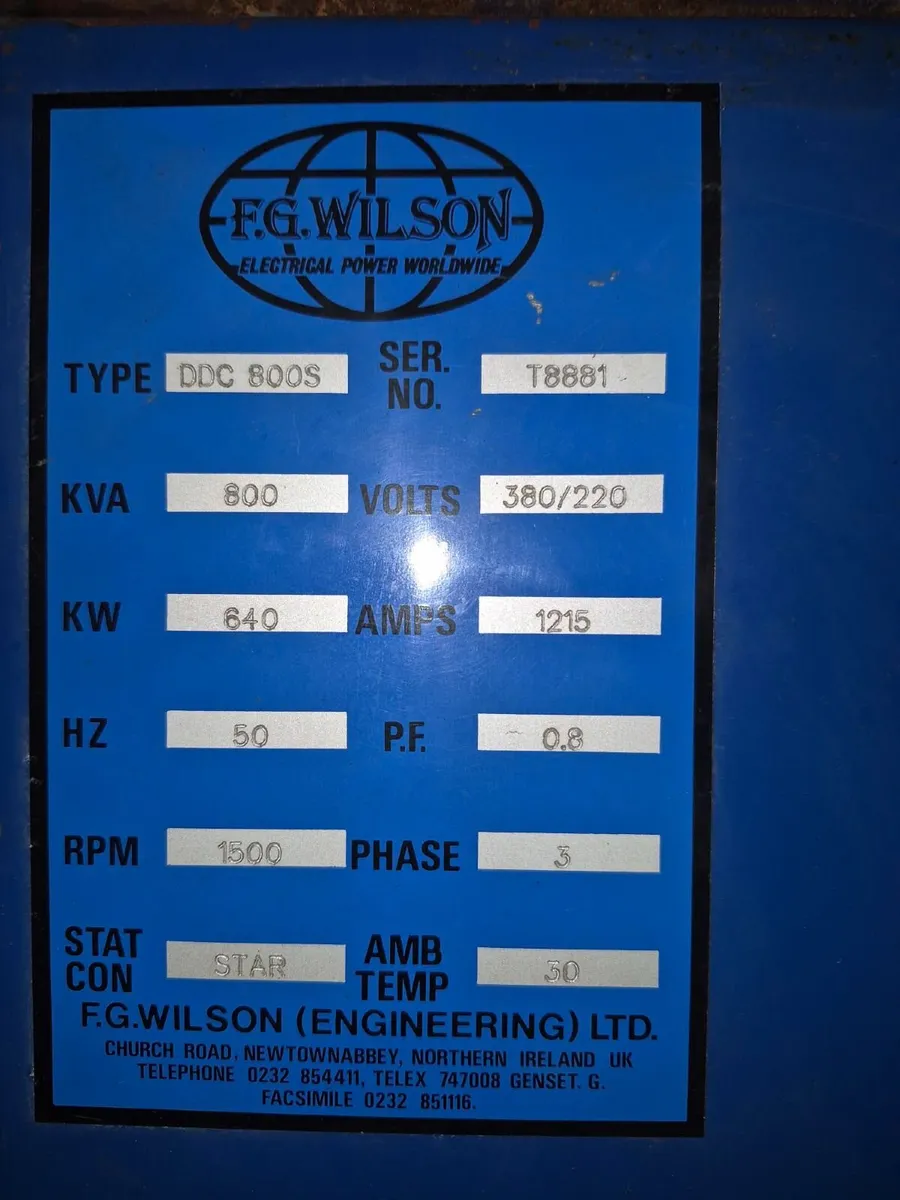 F.G.WILSON
ELECTRICAL POWER WORLDWIDE
TYPE DDC 800S SER. NO. T8881
KVA 800 VOLTS 380/220
KW 640 AMPS 1215
HZ 50 P.F. 0.8
RPM 1500 PHASE 3
STAT CON STAR AMB TEMP 30
F.G.WILSON (ENGINEERING) LTD.
CHURCH ROAD, NEWTOWNABBEY, NORTHERN IRELAND UK
TELEPHONE 0232 854411, TELEX 747008 GENSET. G.
FACSIMILE 0232 851116.